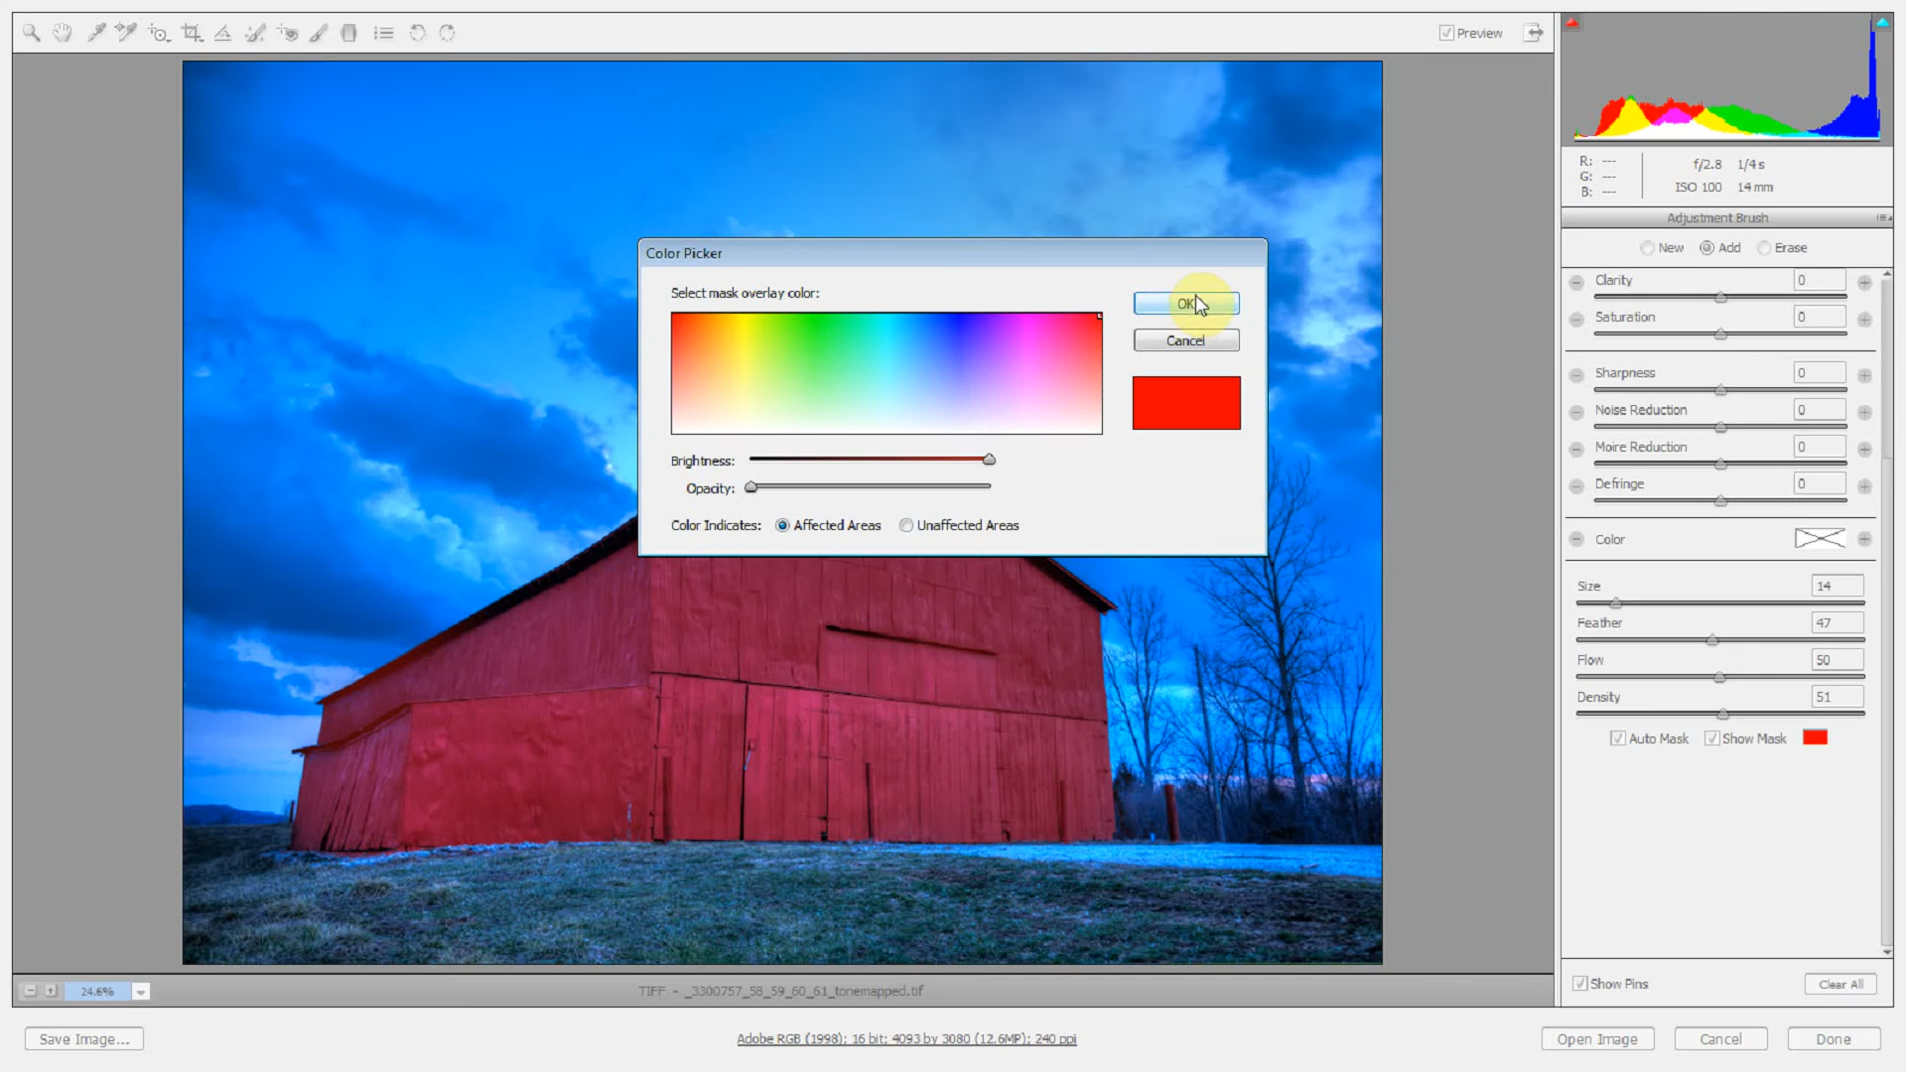 Preview
R: ---
G: ---
B: ---
f/2.8 1/4 s
ISO 100 14 mm
Adjustment Brush
New Add Erase
Clarity 0
Saturation 0
Sharpness 0
Noise Reduction 0
Moire Reduction 0
Defringe 0
Color
Size 14
Feather 47
Flow 50
Density 51
Auto Mask Show Mask
Show Pins Clear All
Color Picker
Select mask overlay color:
OK
Cancel
Brightness:
Opacity:
Color Indicates: Affected Areas Unaffected Areas
24.6%
TIFF - _3300757_58_59_60_61_tonemapped.tif
Save Image...
Adobe RGB (1998); 16 bit; 4093 by 3080 (12.6MP); 240 ppi
Open Image Cancel Done